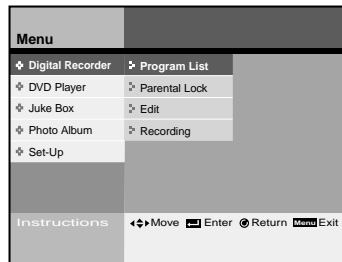 Menu
Digital Recorder Program List
DVD Player Parental Lock
Juke Box Edit
Photo Album Recording
Set-Up
Instructions Move Enter Return Menu Exit